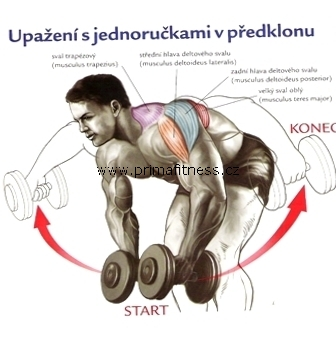 Upažení s jednoručkami v předklonu
sval trapézový
(musculus trapezius)
střední hlava deltového svalu
(musculus deltoideus lateralis)
zadní hlava deltového svalu
(musculus deltoideus posterior)
velký sval oblý
(musculus teres major)
KONEC
www.primafitness.cz
START